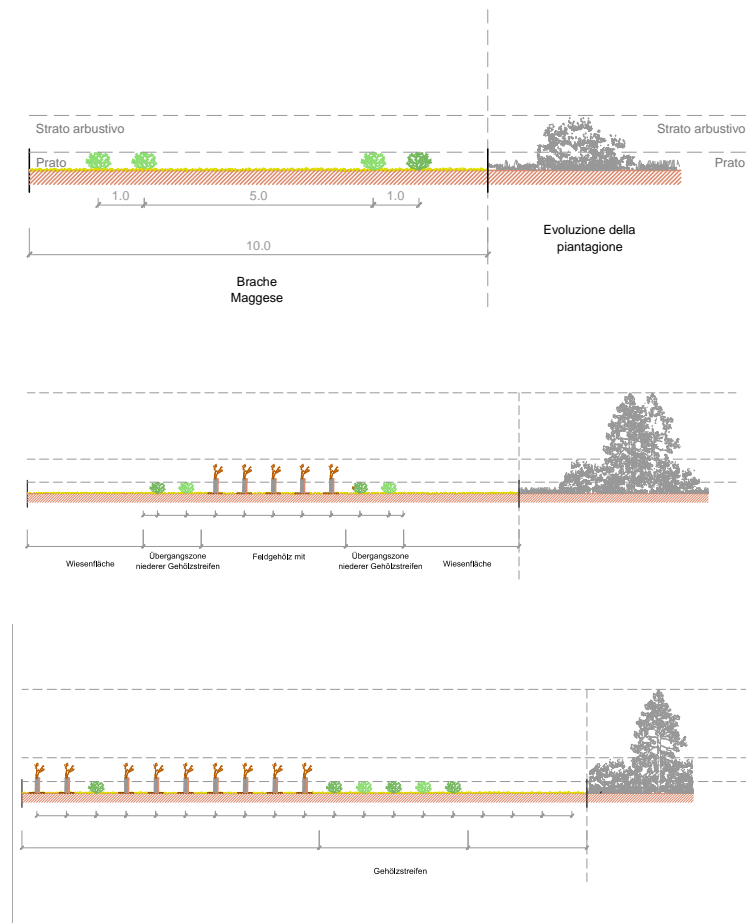 Strato arbustivo
Strato arbustivo
Prato
Prato
1.0
5.0
1.0
10.0
Evoluzione della
piantagione
Brache
Maggese
Wiesenfläche
Übergangszone
niederer Gehölzstreifen
Feldgehölz mit
Übergangszone
niederer Gehölzstreifen
Wiesenfläche
Gehölzstreifen